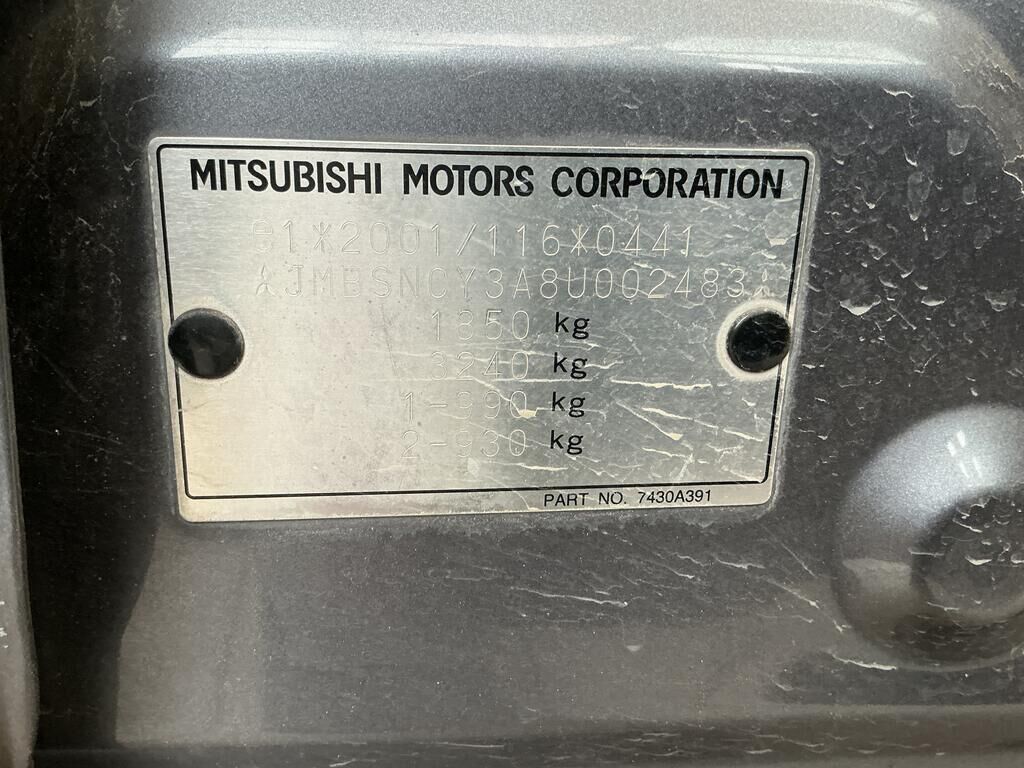 MITSUBISHI MOTORS CORPORATION
e1*2001/116*0441
JMBSNCY3A8U002483
1850 kg
3240 kg
1-990 kg
2-930 kg
PART NO. 7430A391